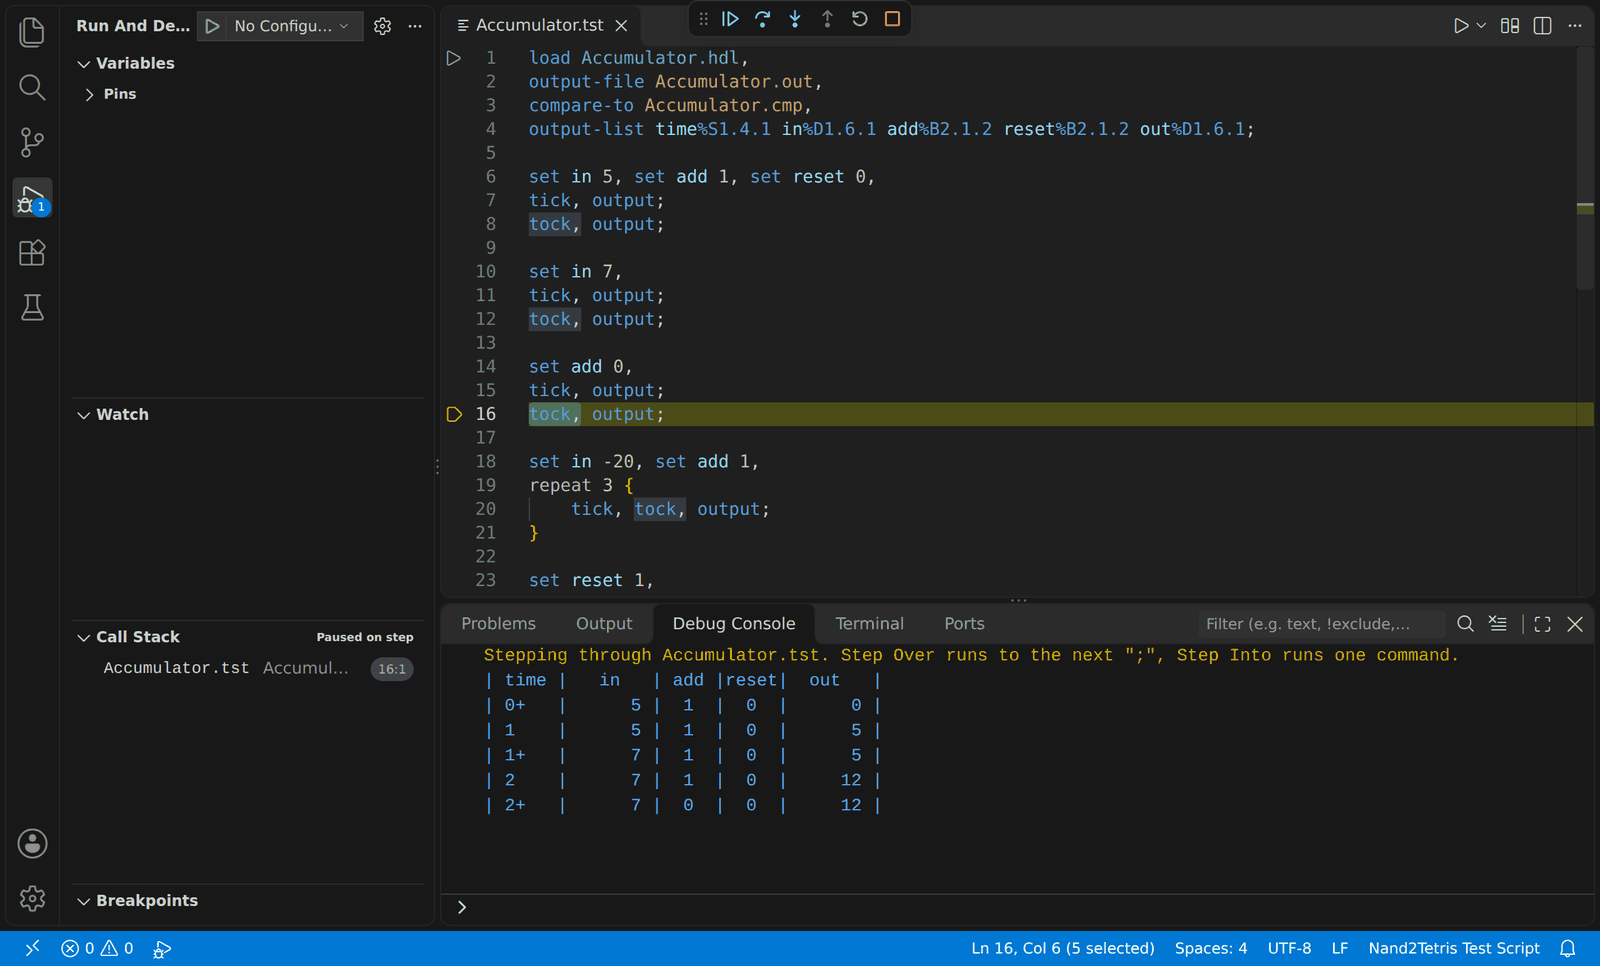 Run And De... No Configu...
Variables
Pins
1
Watch
Call Stack Paused on step
Accumulator.tst Accumul... 16:1
Breakpoints
Accumulator.tst
1 load Accumulator.hdl,
2 output-file Accumulator.out,
3 compare-to Accumulator.cmp,
4 output-list time%S1.4.1 in%D1.6.1 add%B2.1.2 reset%B2.1.2 out%D1.6.1;
5
6 set in 5, set add 1, set reset 0,
7 tick, output;
8 tock, output;
9
10 set in 7,
11 tick, output;
12 tock, output;
13
14 set add 0,
15 tick, output;
16 tock, output;
17
18 set in -20, set add 1,
19 repeat 3 {
20 tick, tock, output;
21 }
22
23 set reset 1,
Problems Output Debug Console Terminal Ports Filter (e.g. text, !exclude,...
Stepping through Accumulator.tst. Step Over runs to the next ";", Step Into runs one command.
| time | in | add |reset| out |
| 0+ | 5 | 1 | 0 | 0 |
| 1 | 5 | 1 | 0 | 5 |
| 1+ | 7 | 1 | 0 | 5 |
| 2 | 7 | 1 | 0 | 12 |
| 2+ | 7 | 0 | 0 | 12 |
0 0 Ln 16, Col 6 (5 selected) Spaces: 4 UTF-8 LF Nand2Tetris Test Script